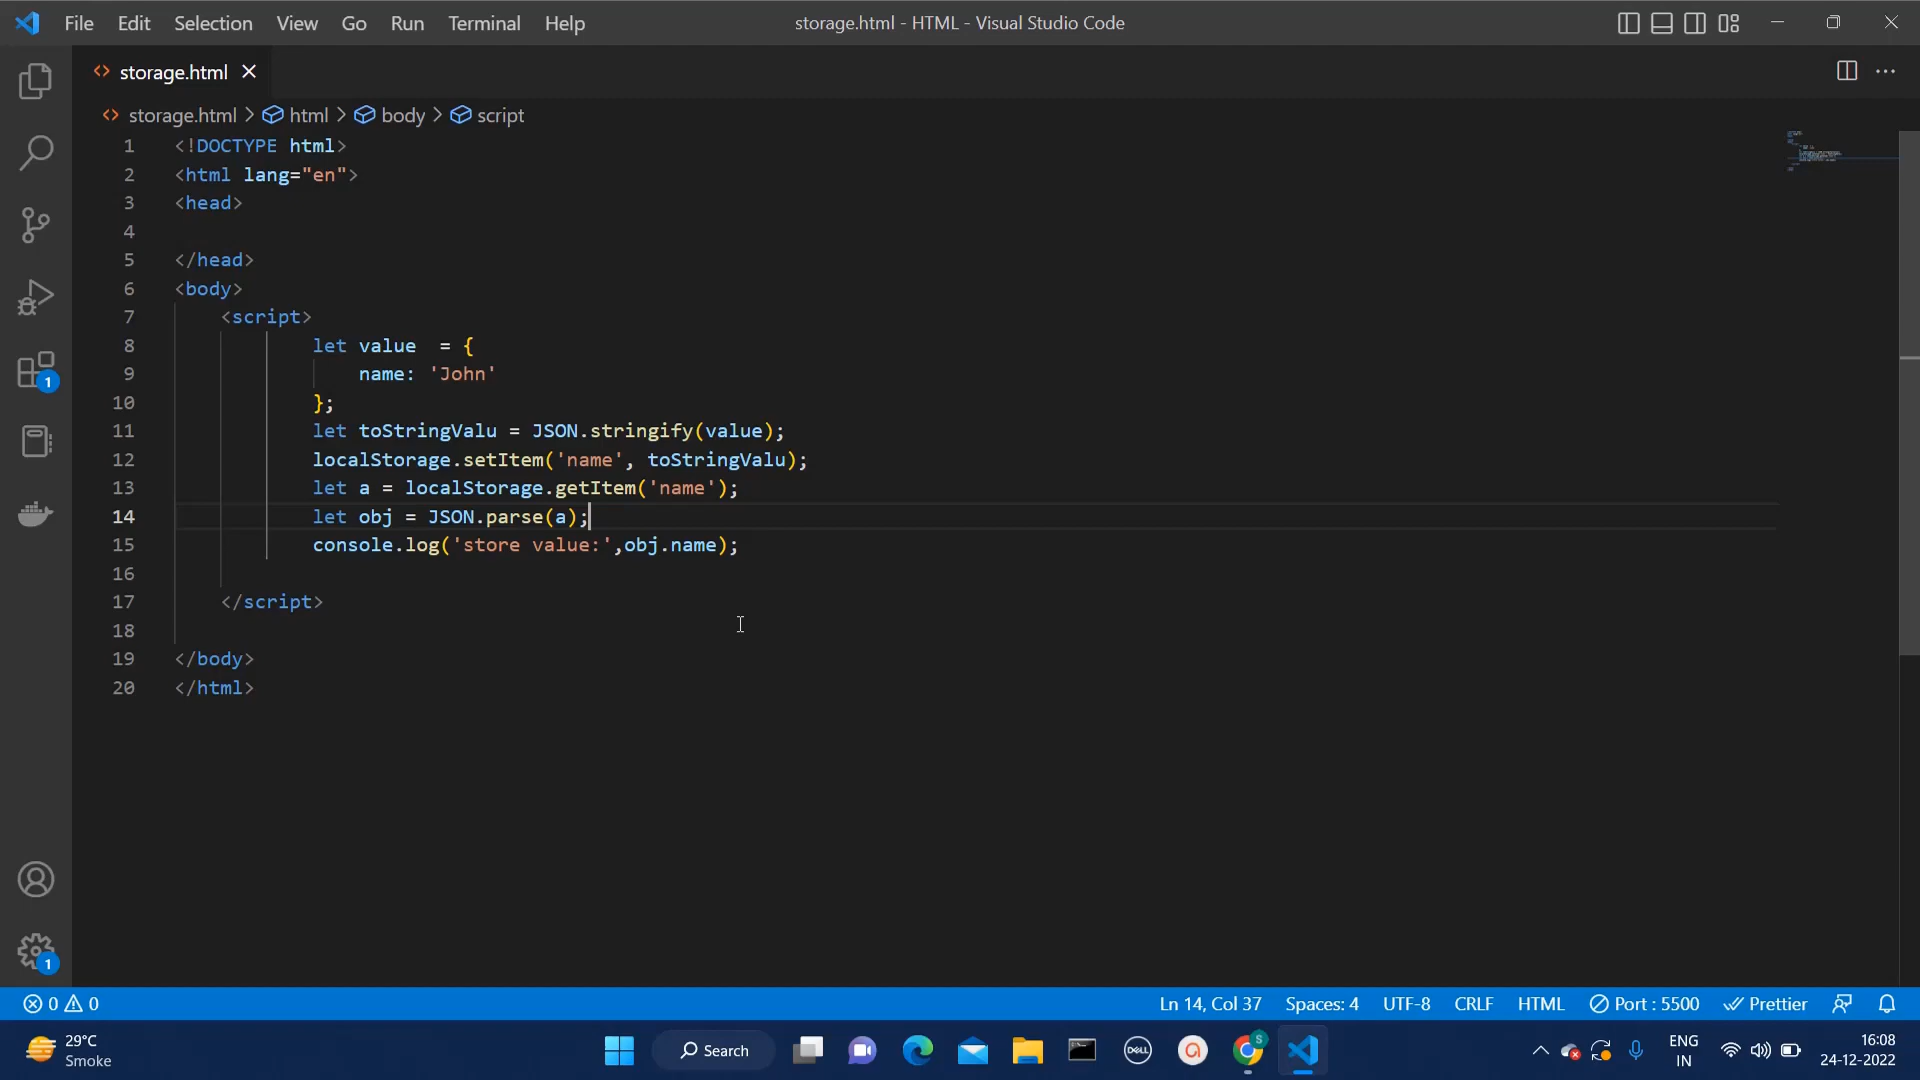 File Edit Selection View Go Run Terminal Help storage.html - HTML - Visual Studio Code
storage.html
storage.html > html > body > script
1 <!DOCTYPE html>
2 <html lang="en">
3 <head>
4
5 </head>
6 <body>
7 <script>
8 let value  = {
9 name: 'John'
10 };
11 let toStringValu = JSON.stringify(value);
12 localStorage.setItem('name', toStringValu);
13 let a = localStorage.getItem('name');
14 let obj = JSON.parse(a);
15 console.log('store value:',obj.name);
16
17 </script>
18
19 </body>
20 </html>
1
1
0 0 Ln 14, Col 37 Spaces: 4 UTF-8 CRLF HTML Port : 5500 Prettier
29°C
Smoke
Search
DELL
a
S
ENG
IN
16:08
24-12-2022